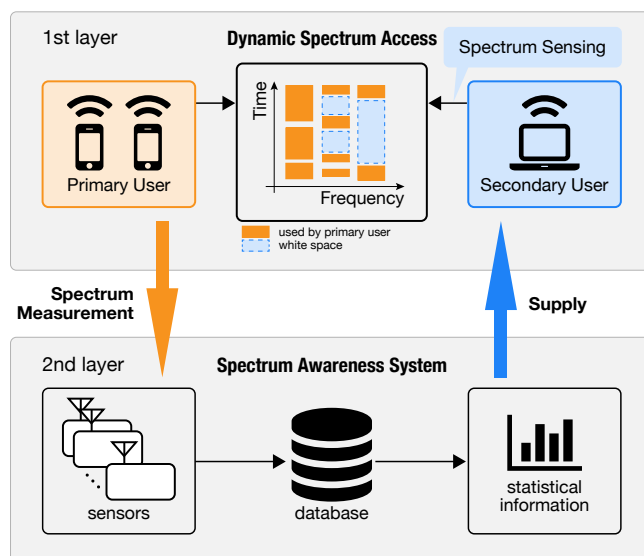 1st layer
Dynamic Spectrum Access
Spectrum Sensing
Primary User
Time
Frequency
Secondary User
used by primary user
white space
Spectrum
Measurement
Supply
2nd layer
Spectrum Awareness System
sensors
database
statistical
information